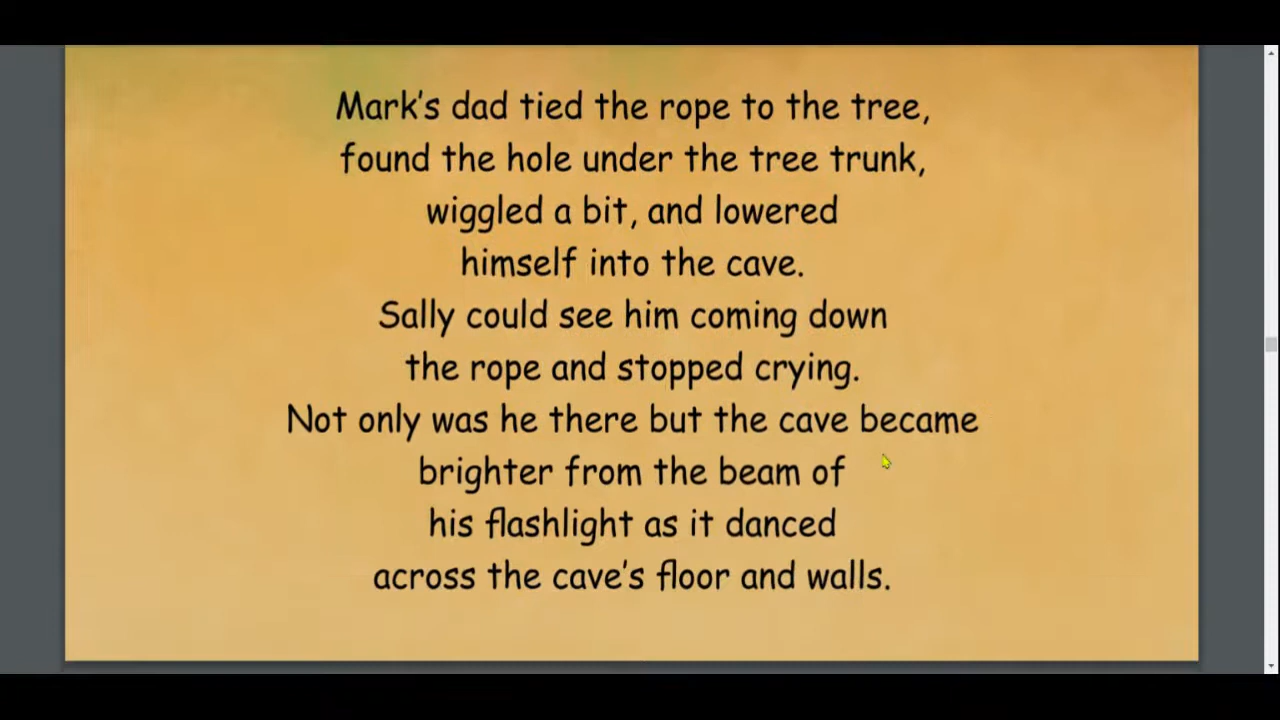 Mark's dad tied the rope to the tree,
found the hole under the tree trunk,
wiggled a bit, and lowered
himself into the cave.
Sally could see him coming down
the rope and stopped crying.
Not only was he there but the cave became
brighter from the beam of
his flashlight as it danced
across the cave's floor and walls.